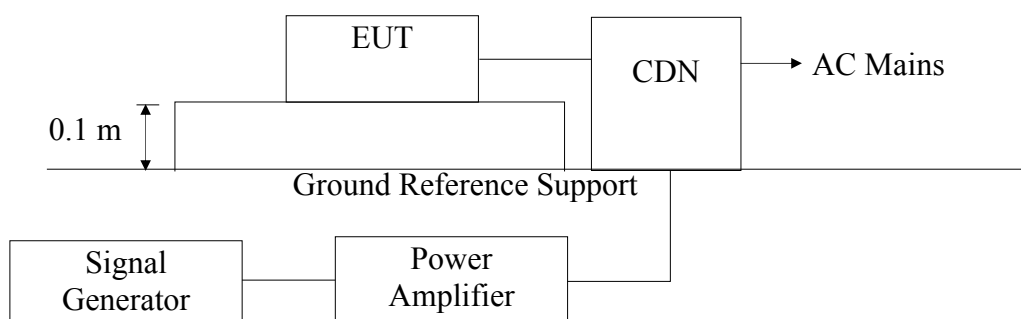 EUT
CDN
AC Mains
0.1 m
Ground Reference Support
Signal
Generator
Power
Amplifier